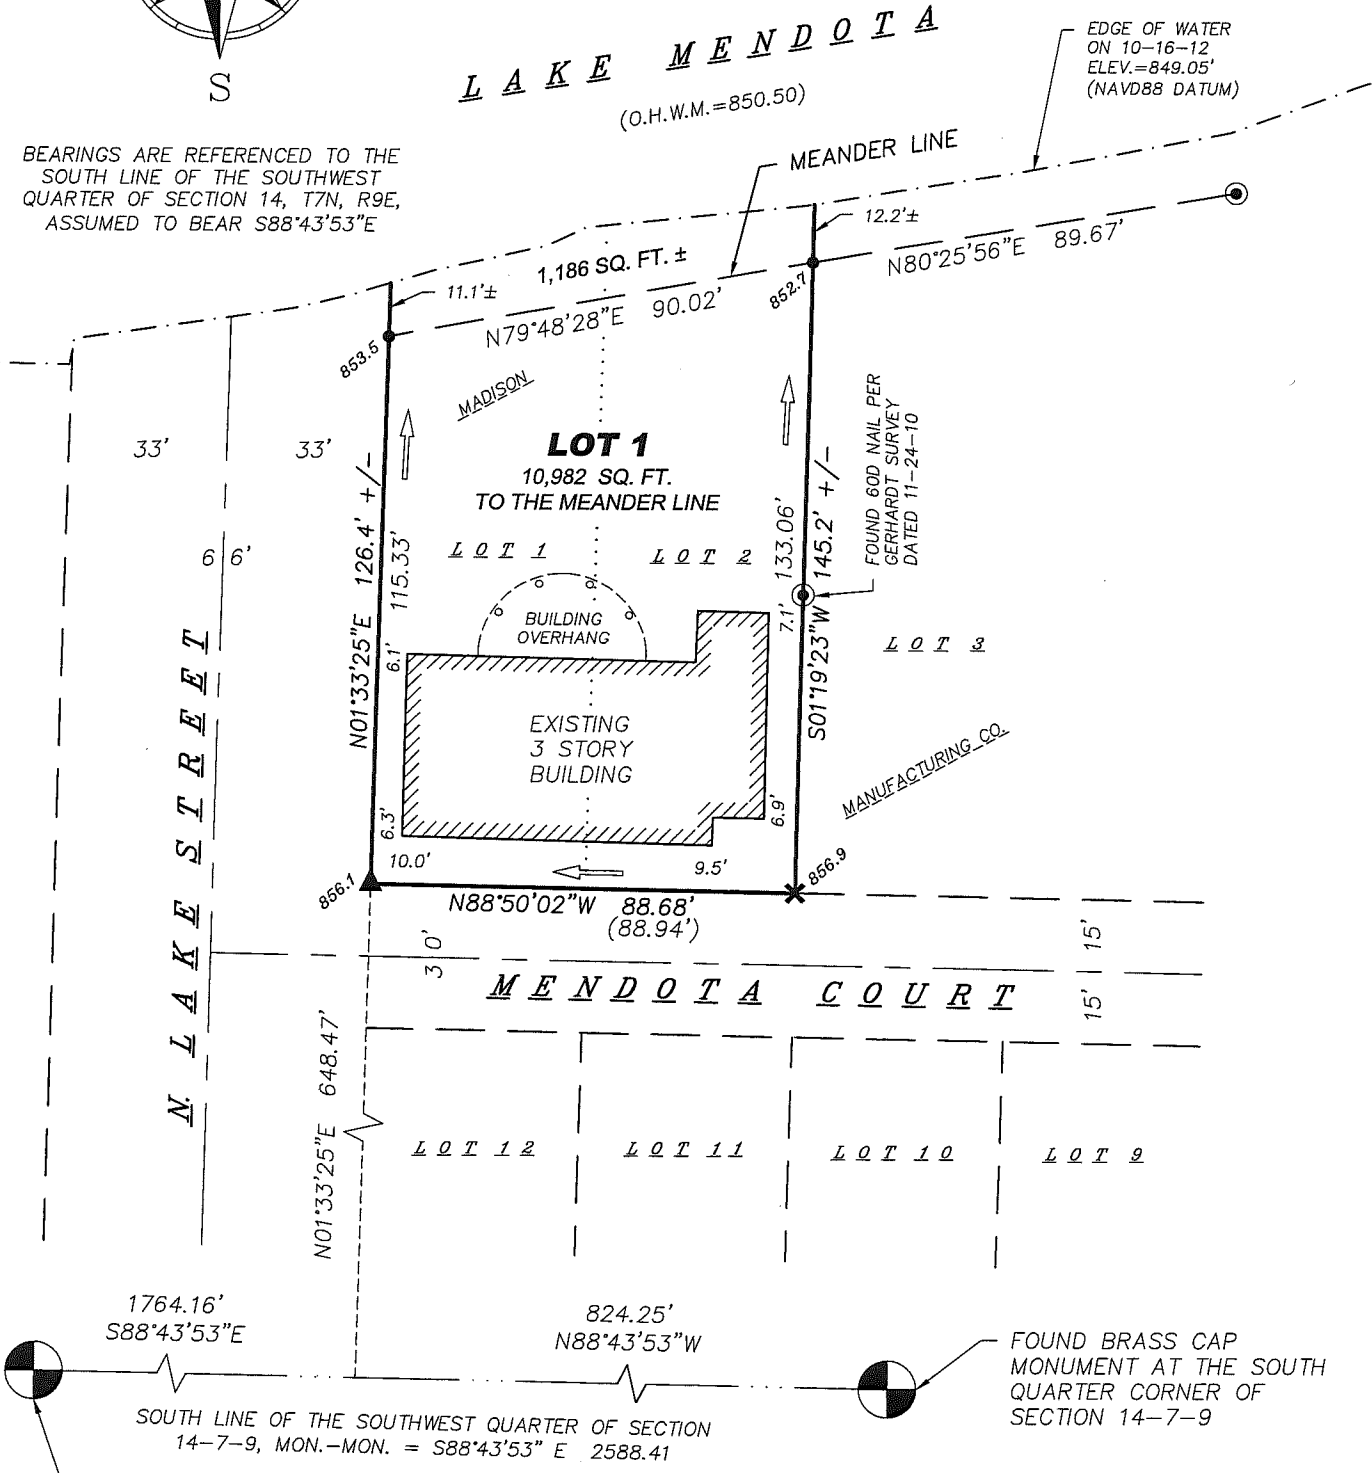 S
LAKE MENDOTA
(O.H.W.M.=850.50)
EDGE OF WATER
ON 10-16-12
ELEV.=849.05'
(NAVD88 DATUM)
BEARINGS ARE REFERENCED TO THE
SOUTH LINE OF THE SOUTHWEST
QUARTER OF SECTION 14, T7N, R9E,
ASSUMED TO BEAR S88°43'53"E
MEANDER LINE
12.2'±
N80°25'56"E 89.67'
1,186 SQ. FT. ±
11.1'±
N79°48'28"E 90.02'
852.7
853.5
MADISON
33'
33'
66'
LOT 1
10,982 SQ. FT.
TO THE MEANDER LINE
LOT 1
LOT 2
N01°33'25"E 126.4' +/-
115.33'
133.06'
S01°19'23"W 145.2' +/-
FOUND 60D NAIL PER
GERHARDT SURVEY
DATED 11-24-10
BUILDING
OVERHANG
7.1'
6.1'
LOT 3
EXISTING
3 STORY
BUILDING
MANUFACTURING CO.
6.3'
6.9'
10.0'
9.5'
856.1
856.9
N88°50'02"W 88.68'
(88.94')
N. LAKE STREET
30'
15'
MENDOTA COURT
15'
N01°33'25"E 648.47'
LOT 12
LOT 11
LOT 10
LOT 9
1764.16'
S88°43'53"E
824.25'
N88°43'53"W
FOUND BRASS CAP
MONUMENT AT THE SOUTH
QUARTER CORNER OF
SECTION 14-7-9
SOUTH LINE OF THE SOUTHWEST QUARTER OF SECTION
14-7-9, MON.-MON. = S88°43'53" E 2588.41